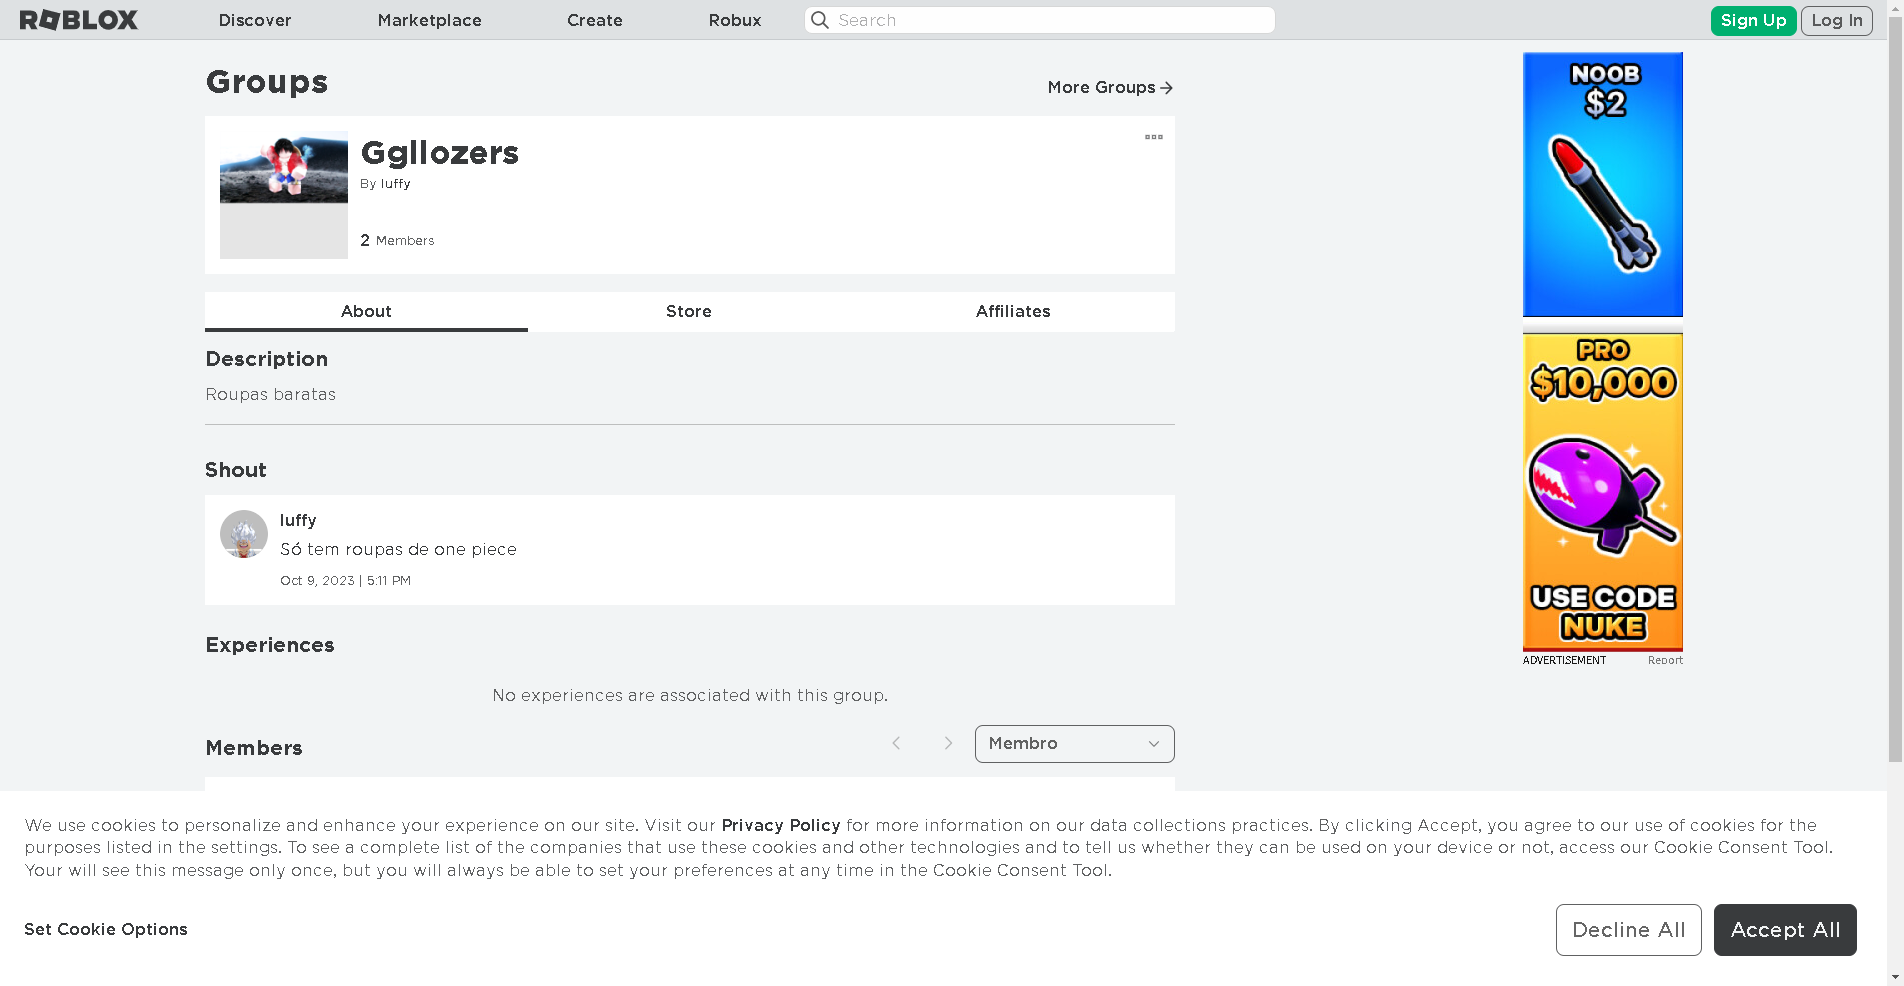 ROBLOX
Discover
Marketplace
Create
Robux
Search
Sign Up
Log In
Groups
More Groups
Ggllozers
By luffy
2 Members
About
Store
Affiliates
Description
Roupas baratas
Shout
luffy
Só tem roupas de one piece
Oct 9, 2023 | 5:11 PM
Experiences
No experiences are associated with this group.
Members
Membro
NOOB
$2
PRO
$10,000
USE CODE
NUKE
ADVERTISEMENT
Report
We use cookies to personalize and enhance your experience on our site. Visit our Privacy Policy for more information on our data collections practices. By clicking Accept, you agree to our use of cookies for the
purposes listed in the settings. To see a complete list of the companies that use these cookies and other technologies and to tell us whether they can be used on your device or not, access our Cookie Consent Tool.
Your will see this message only once, but you will always be able to set your preferences at any time in the Cookie Consent Tool.
Set Cookie Options
Decline All
Accept All